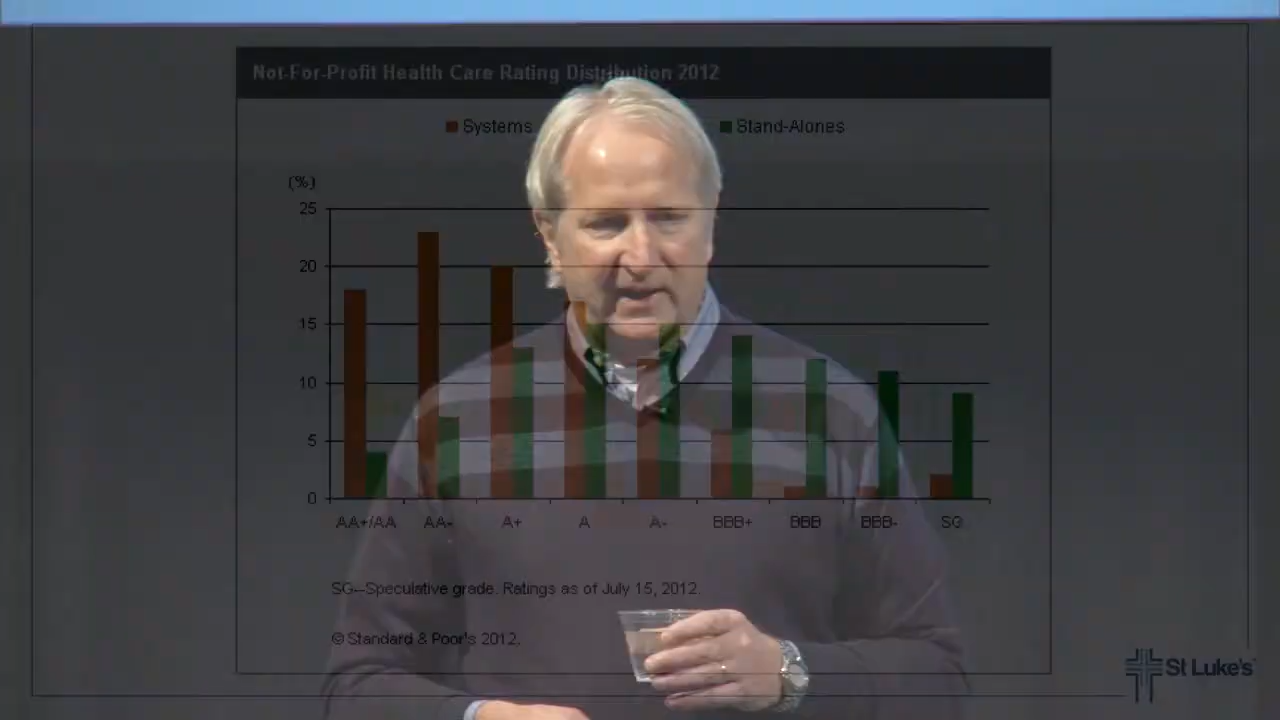 Not-For-Profit Health Care Rating Distribution 2012
Systems Stand-Alones
(%)
25
20
15
10
5
0
AA+/AA AA- A+ A A- BBB+ BBB BBB- SG
SG--Speculative grade. Ratings as of July 15, 2012.
© Standard & Poor's 2012.
St Luke's